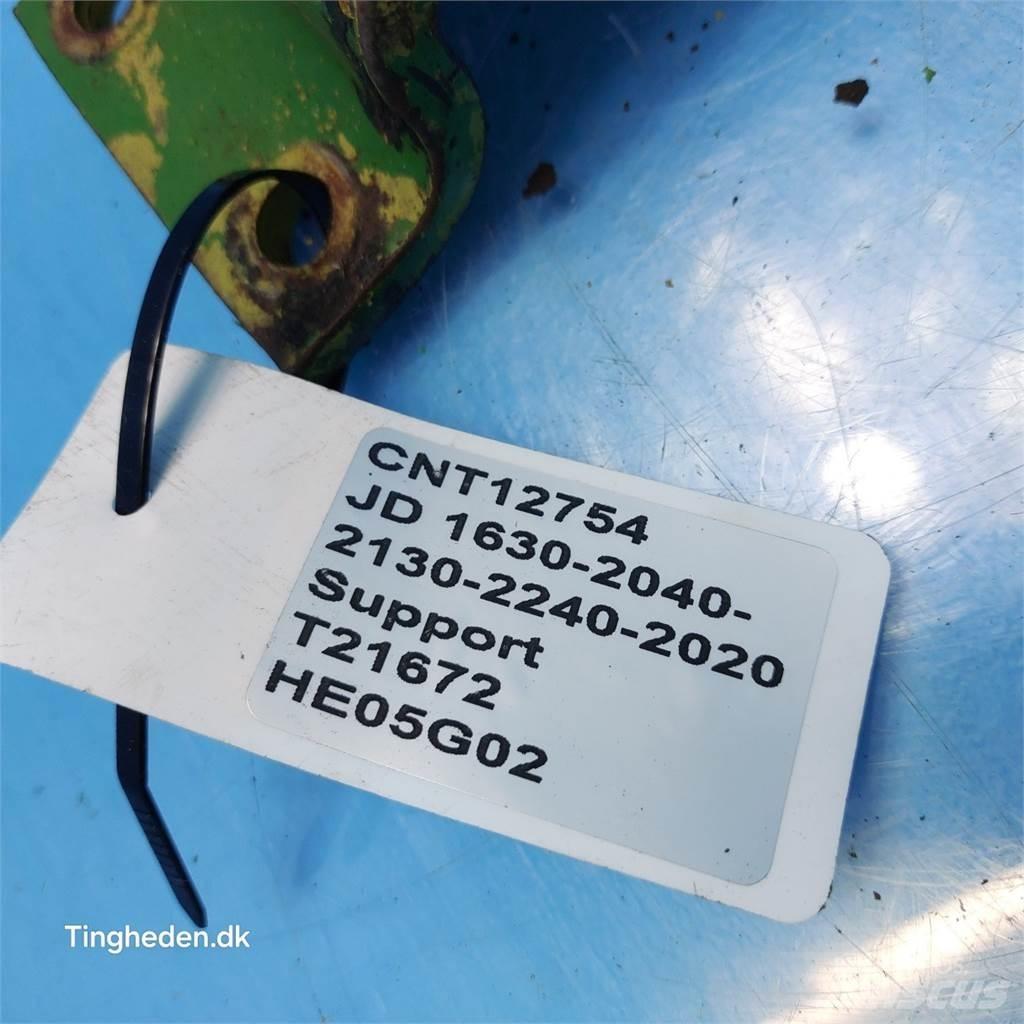 CNT12754
JD 1630-2040-
2130-2240-2020
Support
T21672
HE05G02
Tingheden.dk